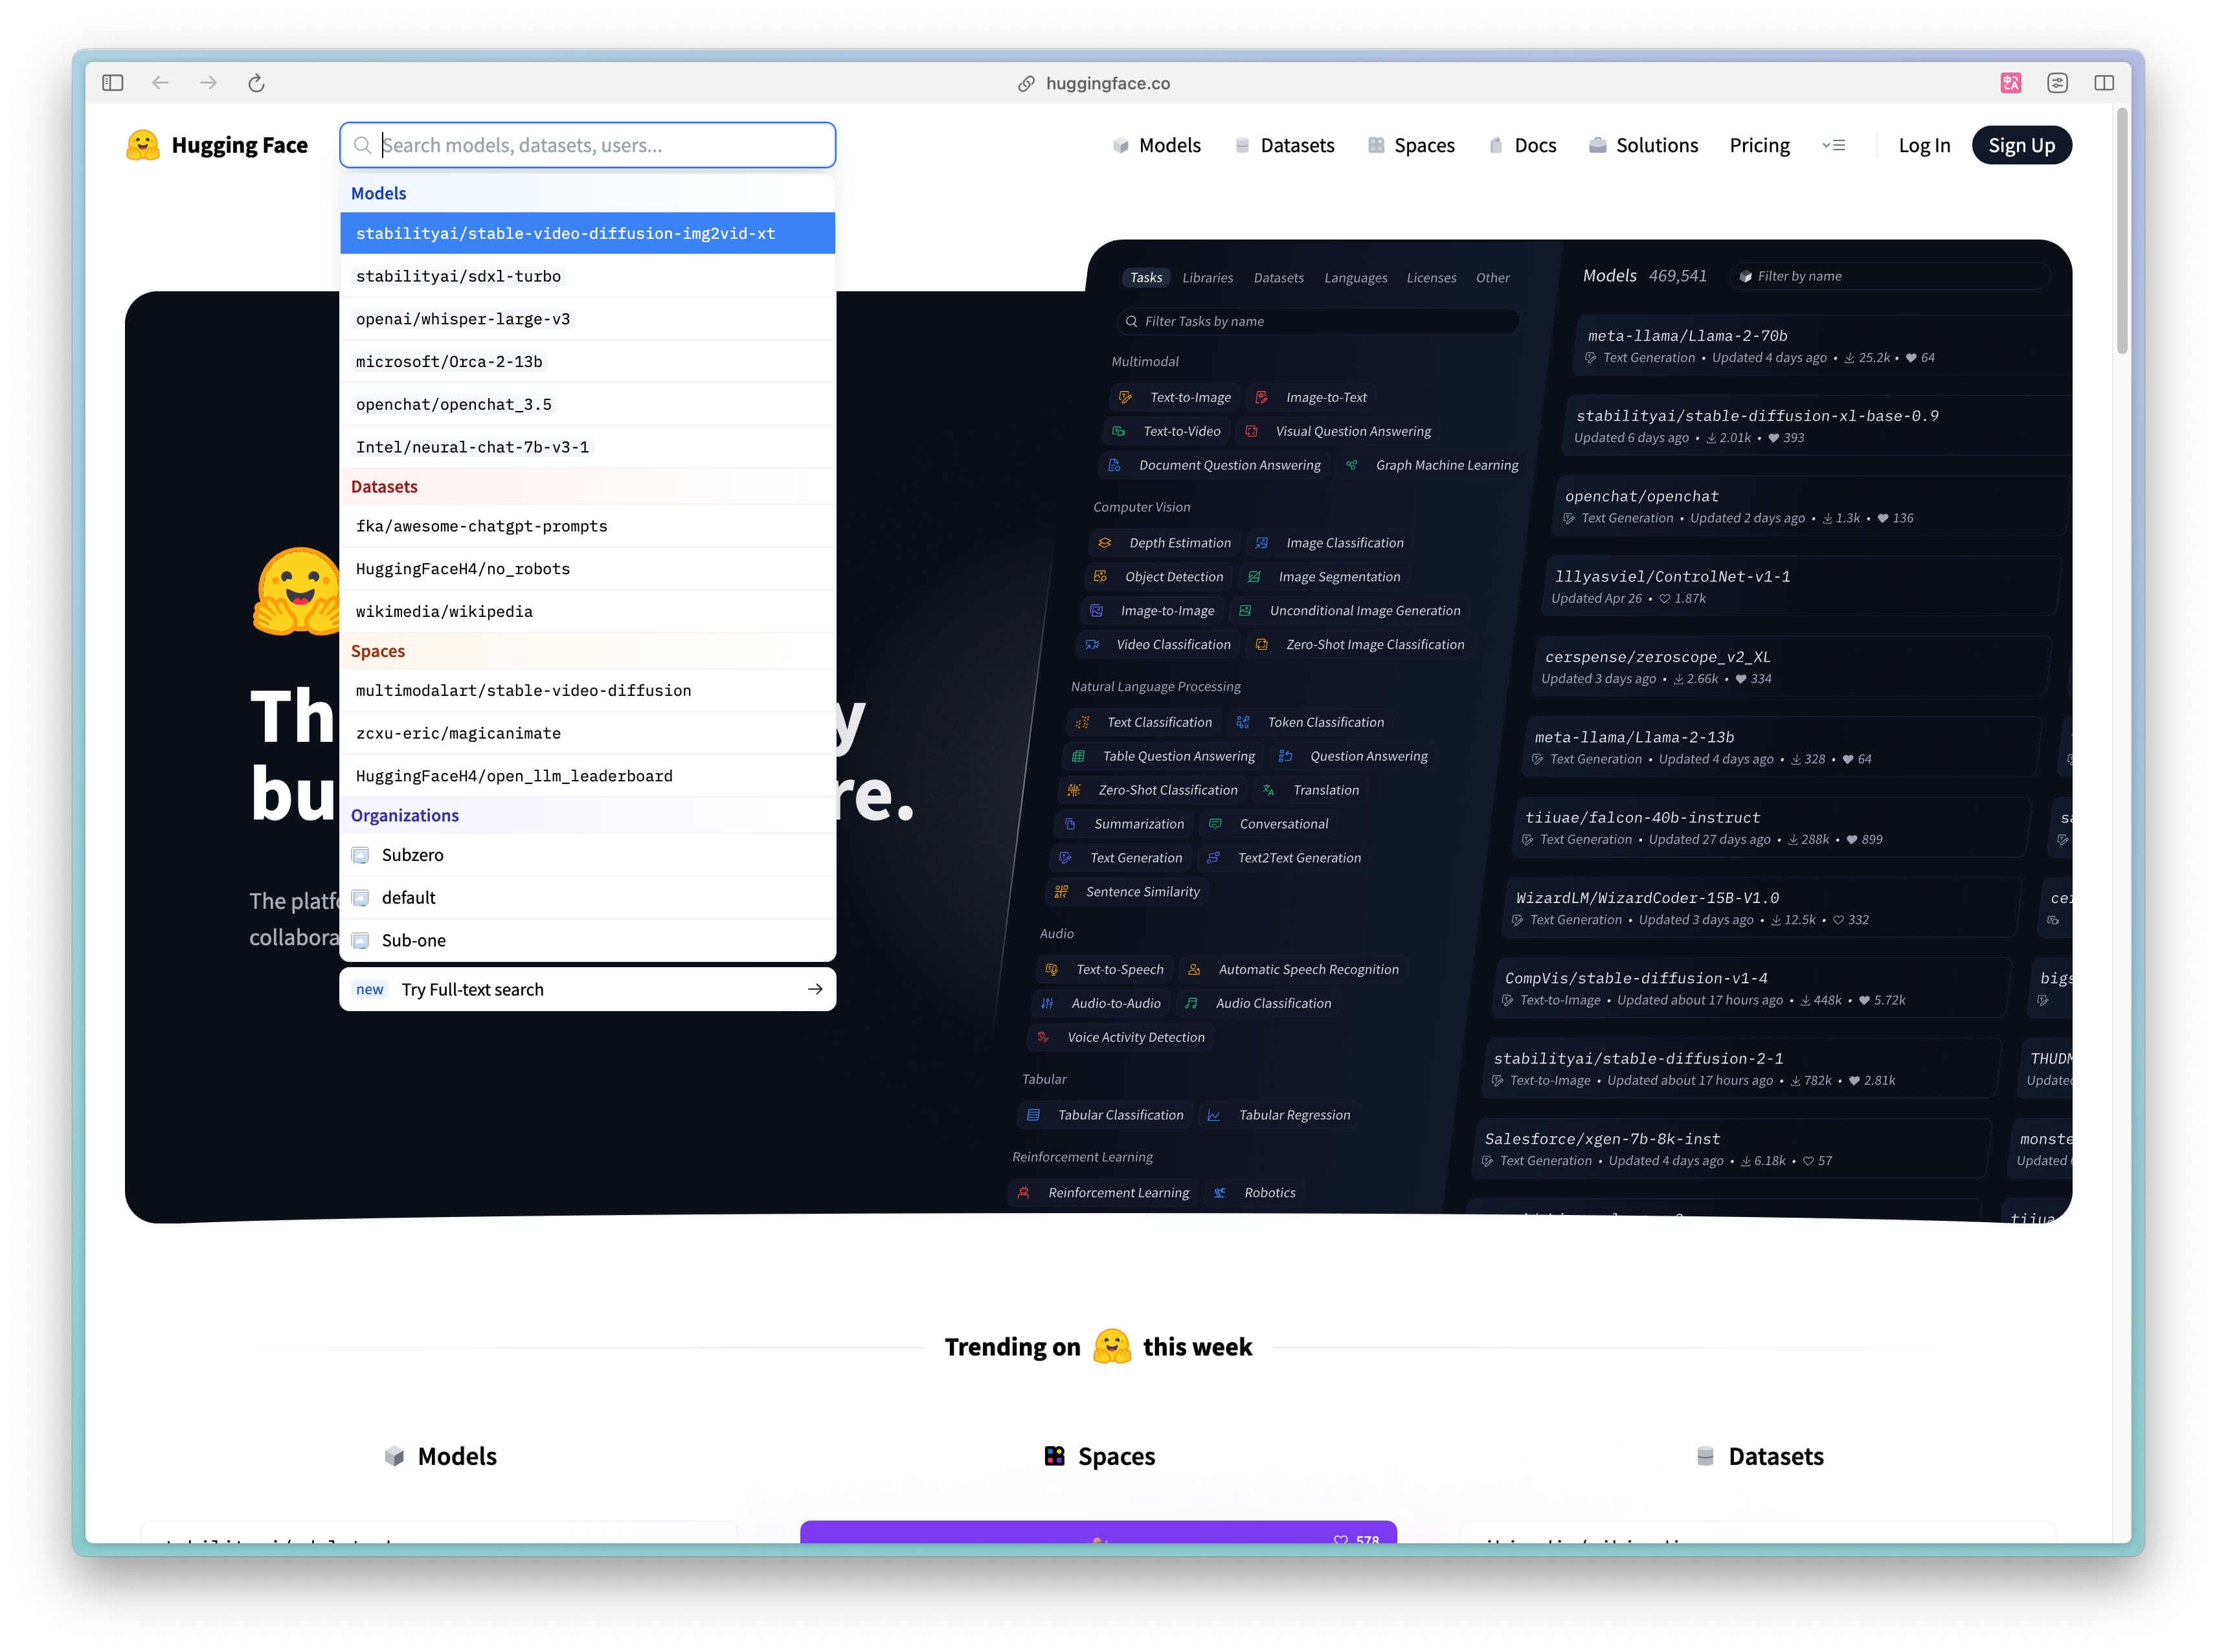 huggingface.co
Hugging Face
Search models, datasets, users...
Models
Datasets
Spaces
Docs
Solutions
Pricing
Log In
Sign Up
Models
stabilityai/stable-video-diffusion-img2vid-xt
stabilityai/sdxl-turbo
openai/whisper-large-v3
microsoft/Orca-2-13b
openchat/openchat_3.5
Intel/neural-chat-7b-v3-1
Datasets
fka/awesome-chatgpt-prompts
HuggingFaceH4/no_robots
wikimedia/wikipedia
Spaces
multimodalart/stable-video-diffusion
zcxu-eric/magicanimate
HuggingFaceH4/open_llm_leaderboard
Organizations
Subzero
default
Sub-one
new Try Full-text search
Tasks Libraries Datasets Languages Licenses Other
Filter Tasks by name
Multimodal
Text-to-Image Image-to-Text
Text-to-Video Visual Question Answering
Document Question Answering Graph Machine Learning
Computer Vision
Depth Estimation Image Classification
Object Detection Image Segmentation
Image-to-Image Unconditional Image Generation
Video Classification Zero-Shot Image Classification
Natural Language Processing
Text Classification Token Classification
Table Question Answering Question Answering
Zero-Shot Classification Translation
Summarization Conversational
Text Generation Text2Text Generation
Sentence Similarity
Audio
Text-to-Speech Automatic Speech Recognition
Audio-to-Audio Audio Classification
Voice Activity Detection
Tabular
Tabular Classification Tabular Regression
Reinforcement Learning
Reinforcement Learning Robotics
Models 469,541 Filter by name
meta-llama/Llama-2-70b
Text Generation • Updated 4 days ago • 25.2k • 64
stabilityai/stable-diffusion-xl-base-0.9
Updated 6 days ago • 2.01k • 393
openchat/openchat
Text Generation • Updated 2 days ago • 1.3k • 136
lllyasviel/ControlNet-v1-1
Updated Apr 26 • 1.87k
cerspense/zeroscope_v2_XL
Updated 3 days ago • 2.66k • 334
meta-llama/Llama-2-13b
Text Generation • Updated 4 days ago • 328 • 64
tiiuae/falcon-40b-instruct
Text Generation • Updated 27 days ago • 288k • 899
WizardLM/WizardCoder-15B-V1.0
Text Generation • Updated 3 days ago • 12.5k • 332
CompVis/stable-diffusion-v1-4
Text-to-Image • Updated about 17 hours ago • 448k • 5.72k
stabilityai/stable-diffusion-2-1
Text-to-Image • Updated about 17 hours ago • 782k • 2.81k
Salesforce/xgen-7b-8k-inst
Text Generation • Updated 4 days ago • 6.18k • 57
Trending on this week
Models
Spaces
Datasets
578